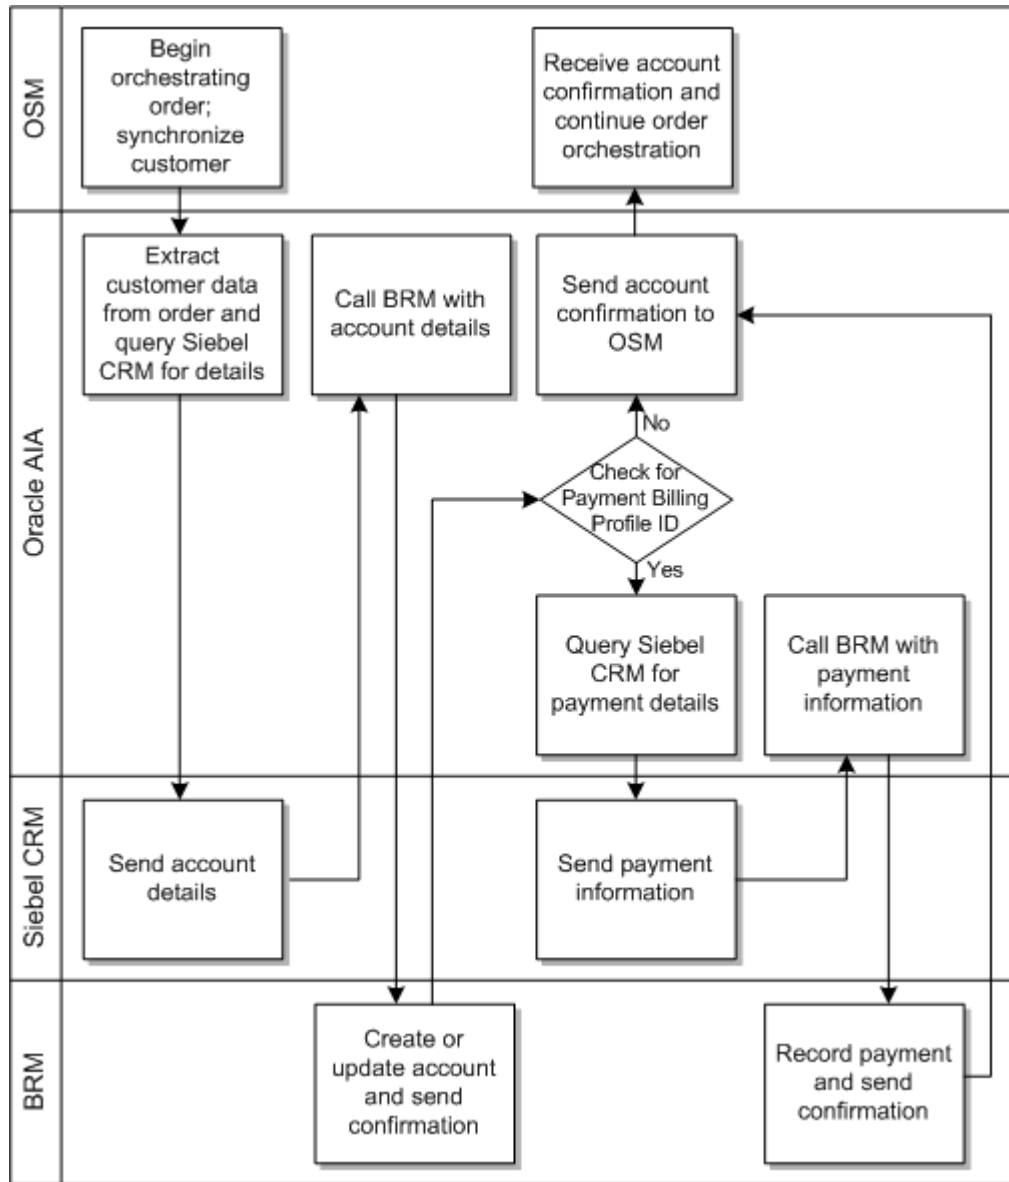 OSM
Begin
orchestrating
order;
synchronize
customer
Receive account
confirmation and
continue order
orchestration
Oracle AIA
Extract
customer data
from order and
query Siebel
CRM for details
Call BRM with
account details
Send account
confirmation to
OSM
No
Check for
Payment Billing
Profile ID
Yes
Query Siebel
CRM for
payment details
Call BRM with
payment
information
Siebel CRM
Send account
details
Send payment
information
BRM
Create or
update account
and send
confirmation
Record payment
and send
confirmation